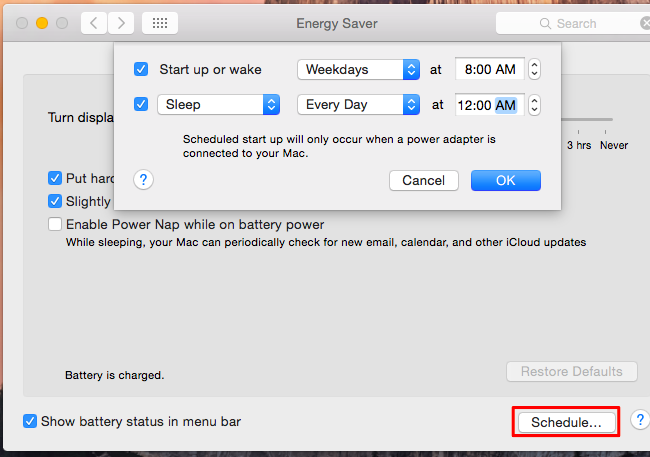 Energy Saver
Search
Start up or wake Weekdays at 8:00 AM
Sleep Every Day at 12:00 AM
Scheduled start up will only occur when a power adapter is
connected to your Mac.
? Cancel OK
Turn displa
3 hrs Never
Put hard
Slightly
Enable Power Nap while on battery power
While sleeping, your Mac can periodically check for new email, calendar, and other iCloud updates
Battery is charged.
Restore Defaults
Show battery status in menu bar
Schedule... ?